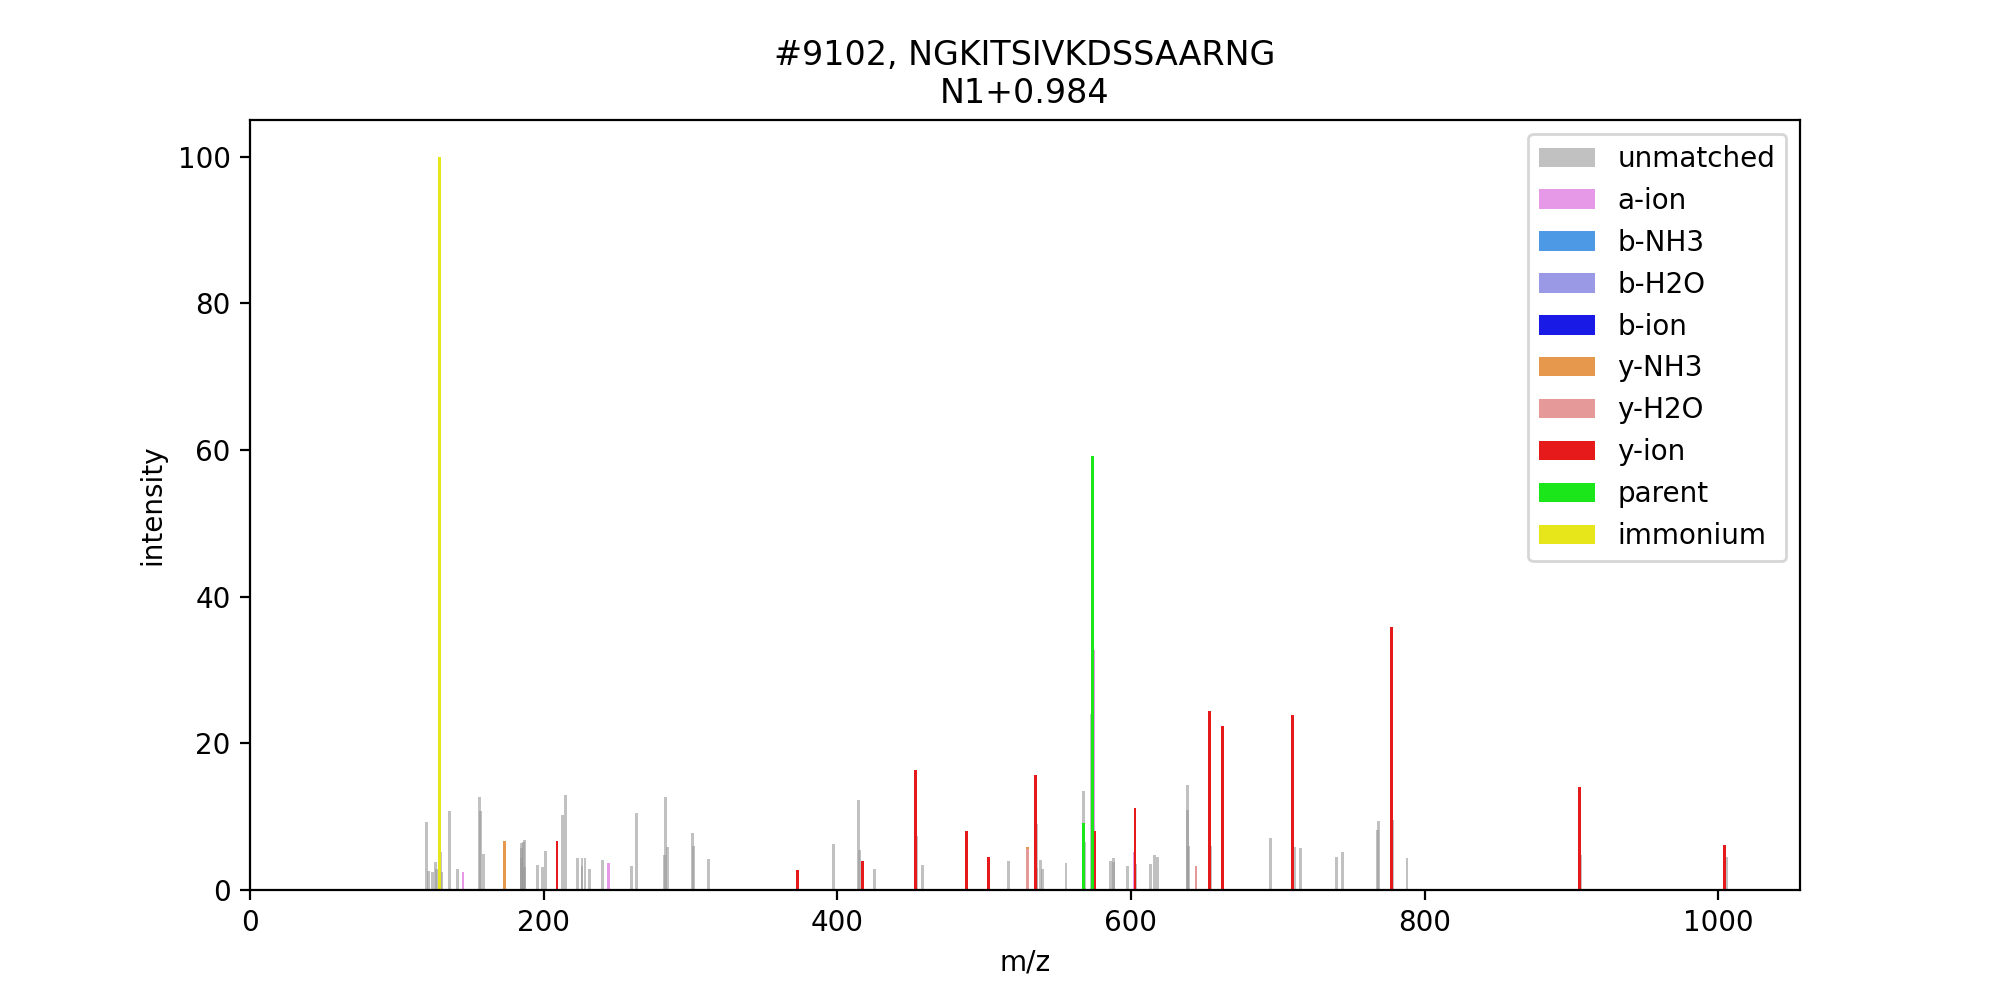 #9102, NGKITSIVKDSSAARNG
N1+0.984
100
80
60
40
20
0
intensity
0 200 400 600 800 1000
m/z
unmatched
a-ion
b-NH3
b-H2O
b-ion
y-NH3
y-H2O
y-ion
parent
immonium